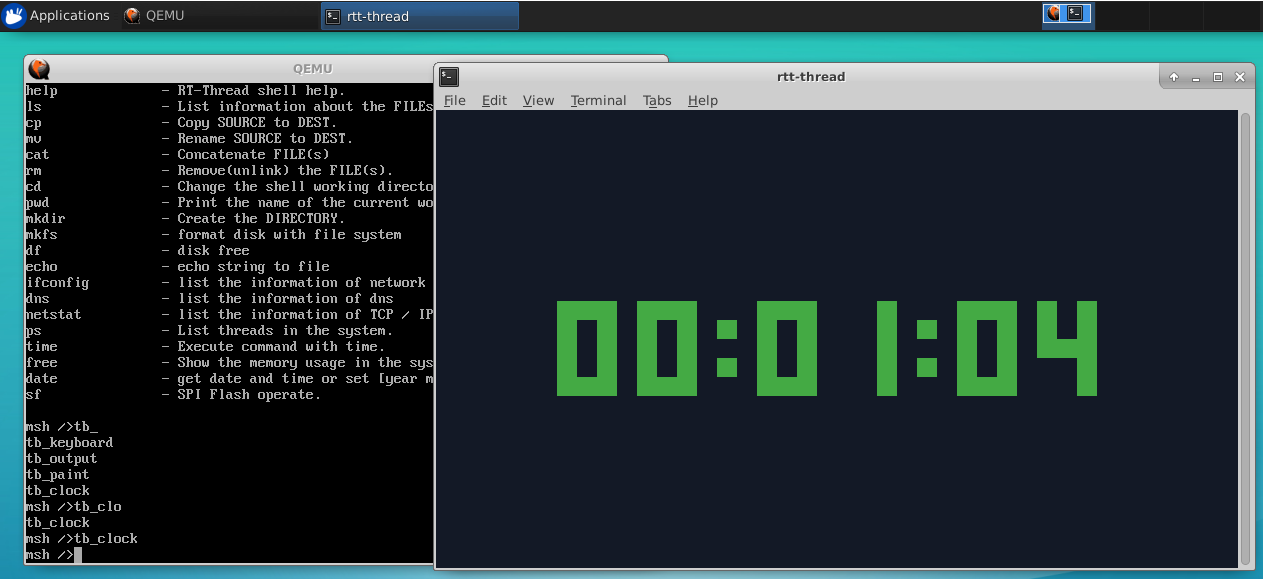 Applications QEMU rtt-thread
QEMU
help - RT-Thread shell help.
ls - List information about the FILEs
cp - Copy SOURCE to DEST.
mv - Rename SOURCE to DEST.
cat - Concatenate FILE(s)
rm - Remove(unlink) the FILE(s).
cd - Change the shell working directo
pwd - Print the name of the current wo
mkdir - Create the DIRECTORY.
mkfs - format disk with file system
df - disk free
echo - echo string to file
ifconfig - list the information of network
dns - list the information of dns
netstat - list the information of TCP / IP
ps - List threads in the system.
time - Execute command with time.
free - Show the memory usage in the sys
date - get date and time or set [year m
sf - SPI Flash operate.
msh />tb_
tb_keyboard
tb_output
tb_paint
tb_clock
msh />tb_clo
tb_clock
msh />tb_clock
msh />
rtt-thread
File Edit View Terminal Tabs Help
00:01:04